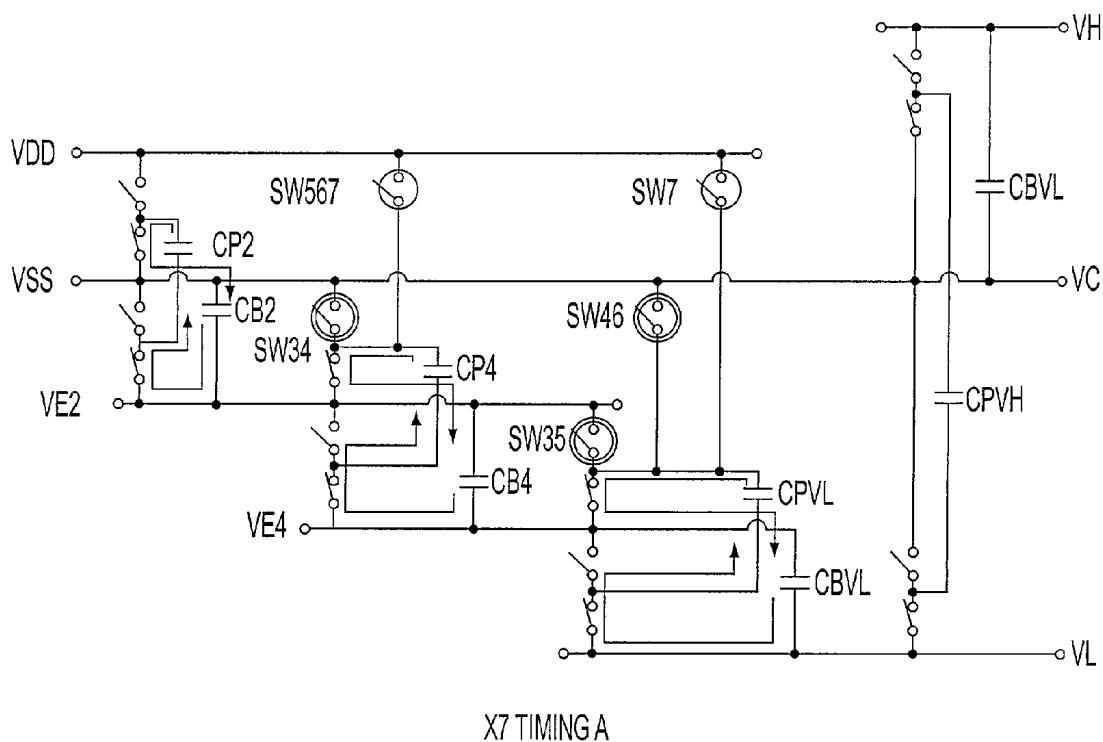 VH
VDD
SW567
SW7
CBVL
CP2
VSS
VC
CB2
SW46
SW34
CP4
CPVH
VE2
SW35
CB4
CPVL
VE4
CBVL
VL
X7 TIMING A